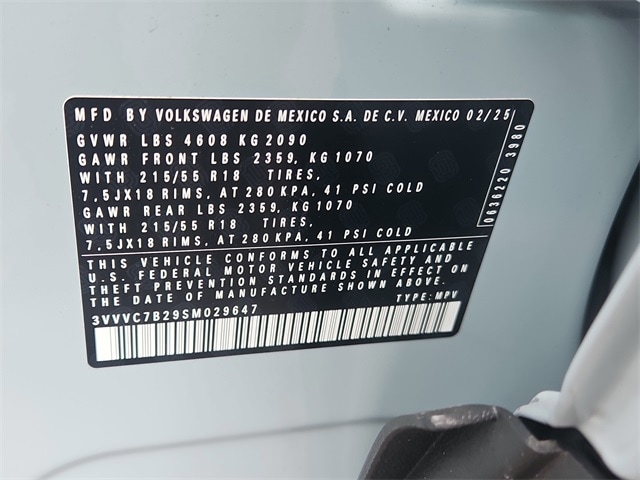 MFD BY VOLKSWAGEN DE MEXICO S.A. DE C.V. MEXICO 02/25
GVWR LBS 4608 KG 2090
GAWR FRONT LBS 2359, KG 1070
WITH 215/55 R18 TIRES,
7,5JX18 RIMS, AT 280 KPA, 41 PSI COLD
GAWR REAR LBS 2359, KG 1070
WITH 215/55 R18 TIRES,
7,5JX18 RIMS, AT 280 KPA, 41 PSI COLD
THIS VEHICLE CONFORMS TO ALL APPLICABLE
U.S. FEDERAL MOTOR VEHICLE SAFETY AND
THEFT PREVENTION STANDARDS IN EFFECT ON
THE DATE OF MANUFACTURE SHOWN ABOVE.
3VVVC7B29SM029647 TYPE: MPV
0636220 3980